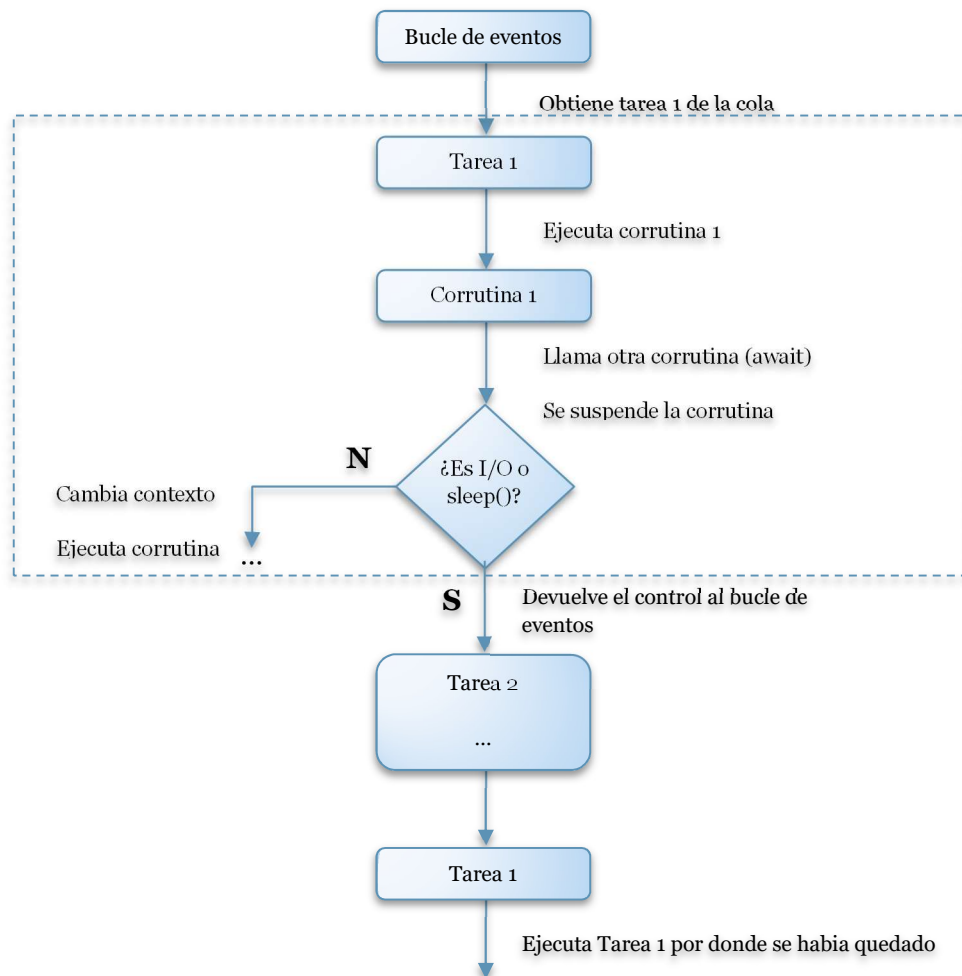 Bucle de eventos
Obtiene tarea 1 de la cola
Tarea 1
Ejecuta corrutina 1
Corrutina 1
Llama otra corrutina (await)
Se suspende la corrutina
N
¿Es I/O o
sleep()?
Cambia contexto
Ejecuta corrutina
...
S
Devuelve el control al bucle de
eventos
Tarea 2
...
Tarea 1
Ejecuta Tarea 1 por donde se habia quedado